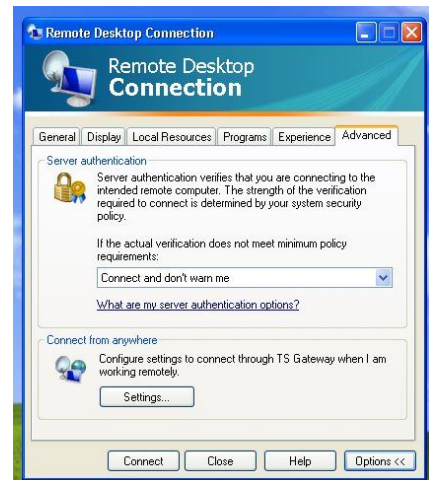 Remote Desktop Connection
Remote Desktop
Connection
General Display Local Resources Programs Experience Advanced
Server authentication
Server authentication verifies that you are connecting to the
intended remote computer. The strength of the verification
required to connect is determined by your system security
policy.
If the actual verification does not meet minimum policy
requirements:
Connect and don't warn me
What are my server authentication options?
Connect from anywhere
Configure settings to connect through TS Gateway when I am
working remotely.
Settings...
Connect Close Help Options <<